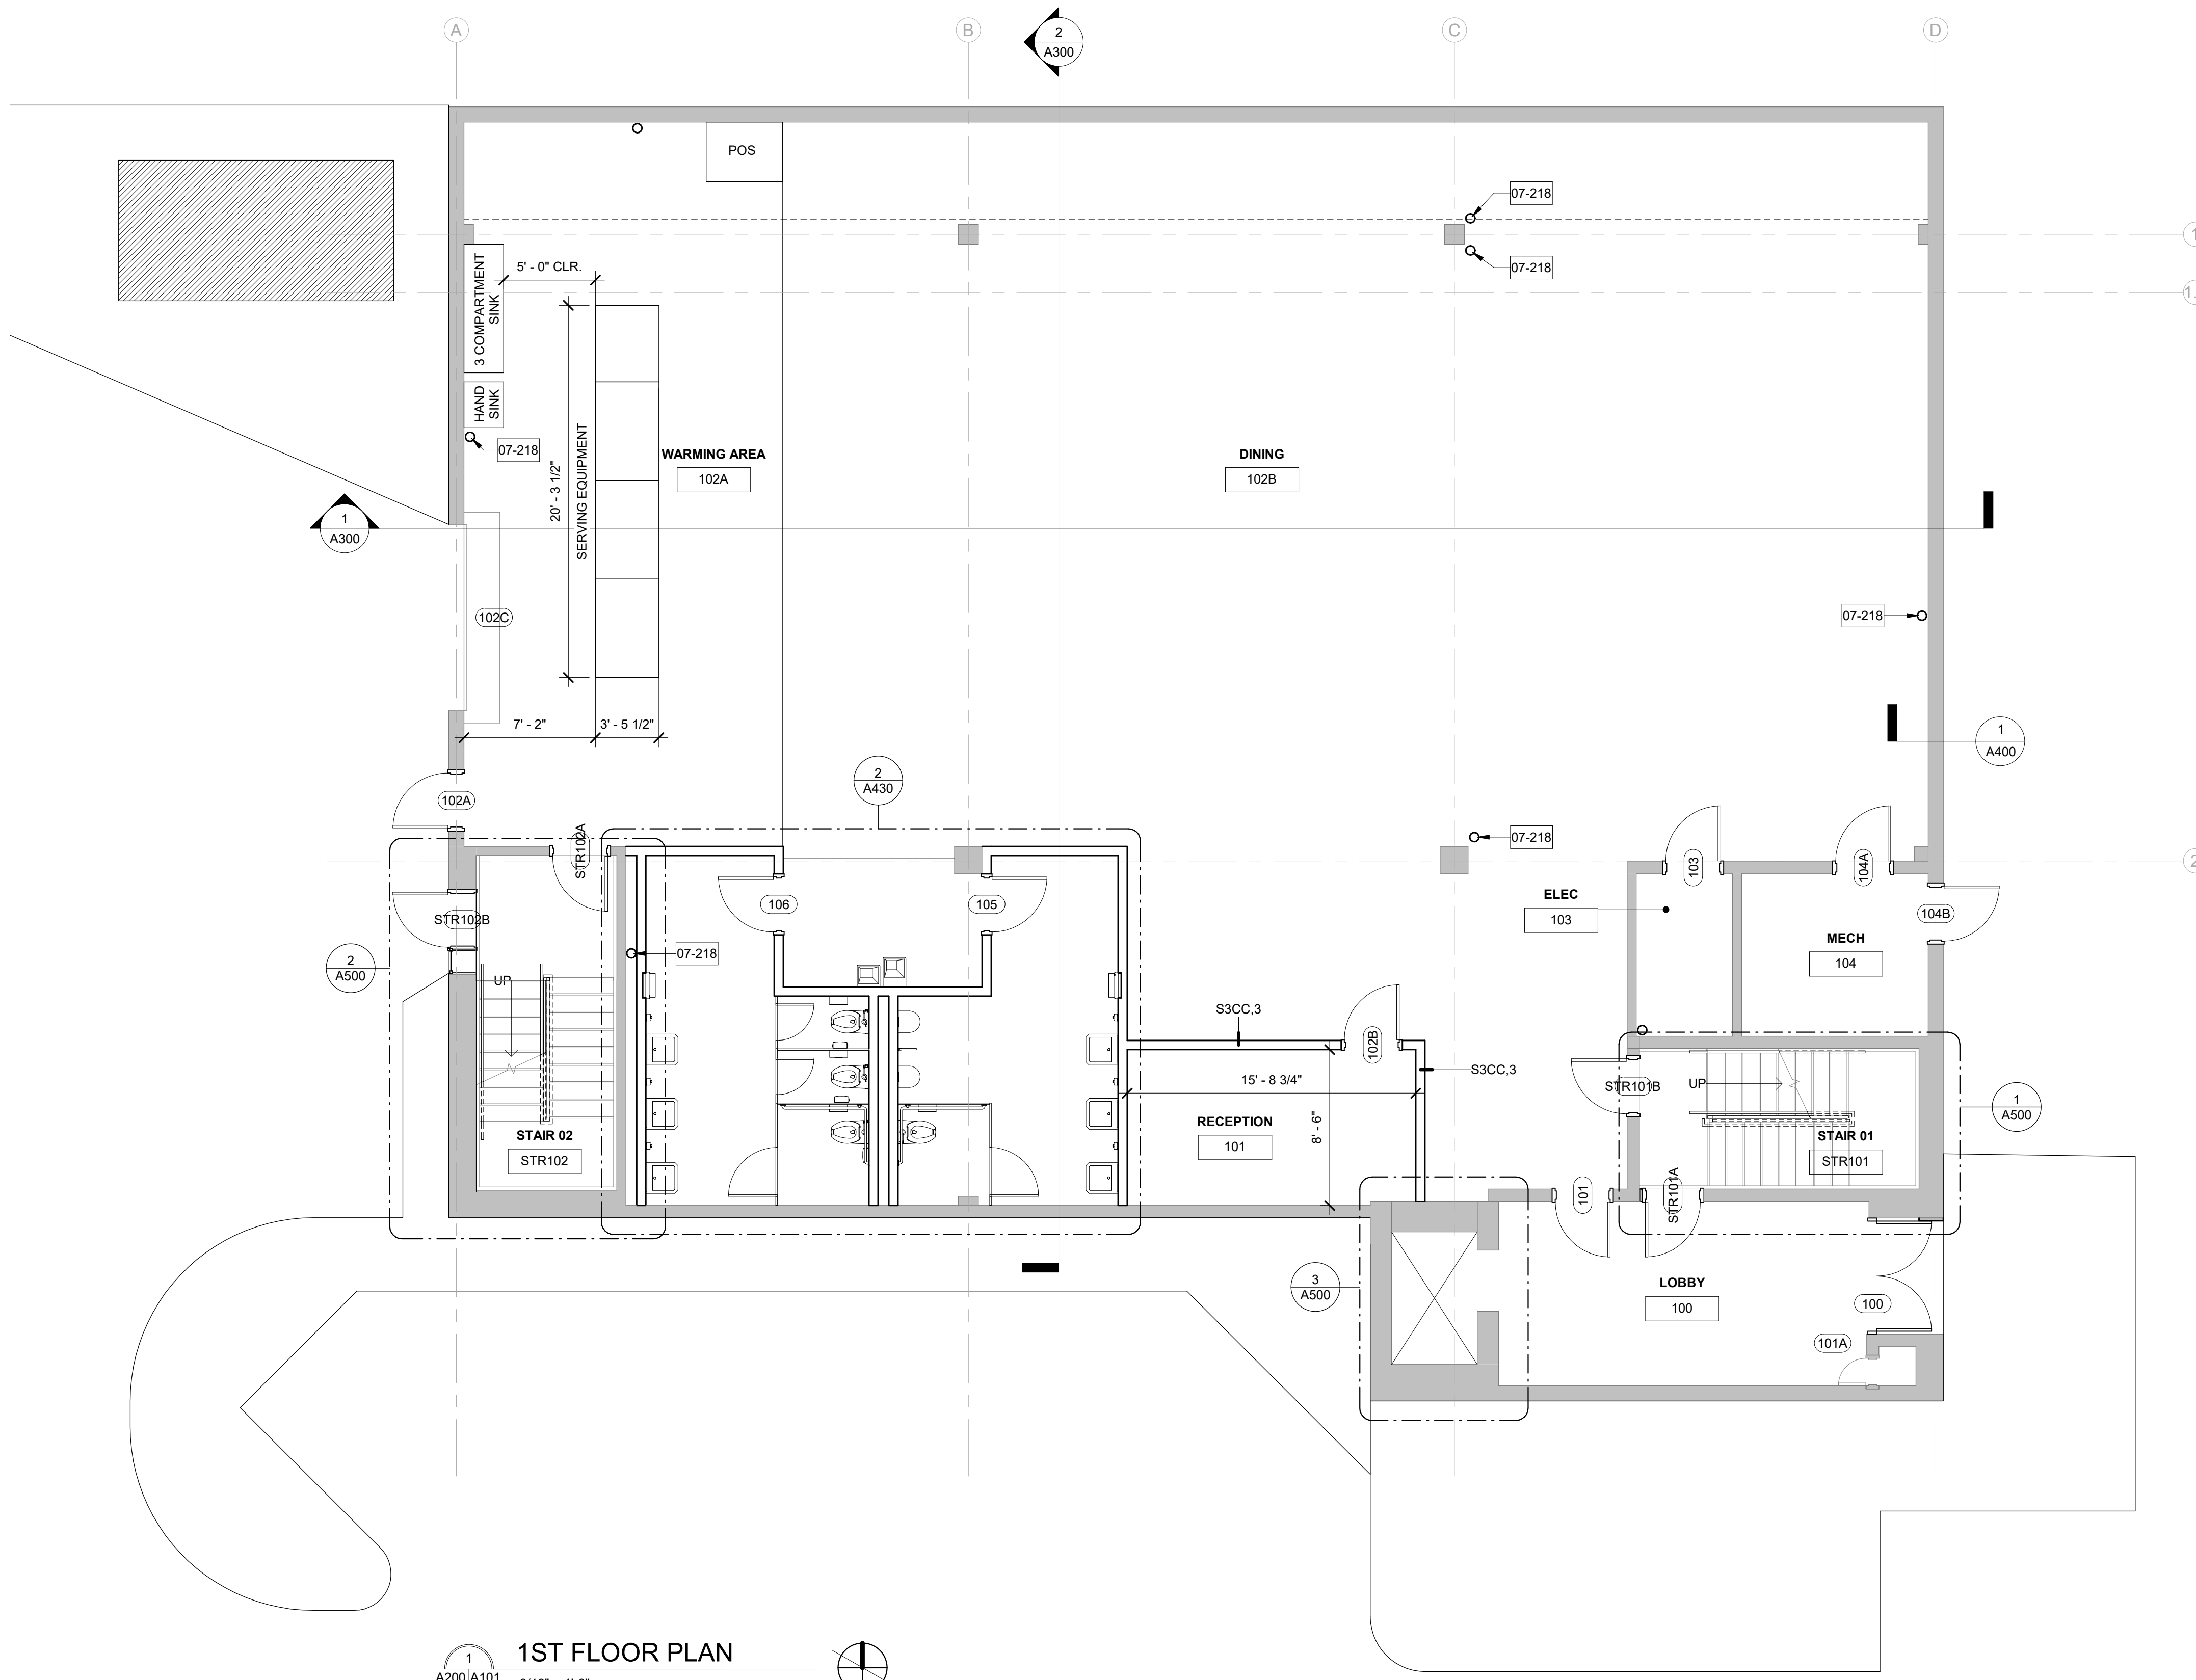 A
B
C
D
2
A300
POS
07-218
1
07-218
5' - 0" CLR.
3 COMPARTMENT
SINK
1.
HAND
SINK
07-218
20' - 3 1/2"
SERVING EQUIPMENT
WARMING AREA
102A
DINING
102B
1
A300
102C
07-218
7' - 2"
3' - 5 1/2"
1
A400
2
A430
102A
STR102A
07-218
103
104A
2
106
105
ELEC
103
STR102B
104B
MECH
104
2
A500
07-218
UP
S3CC,3
102B
S3CC,3
15' - 8 3/4"
8' - 6"
RECEPTION
101
STR101B
UP
1
A500
STAIR 02
STR102
STAIR 01
STR101
101
STR101A
3
A500
LOBBY
100
100
101A
1
A200
A101
1ST FLOOR PLAN